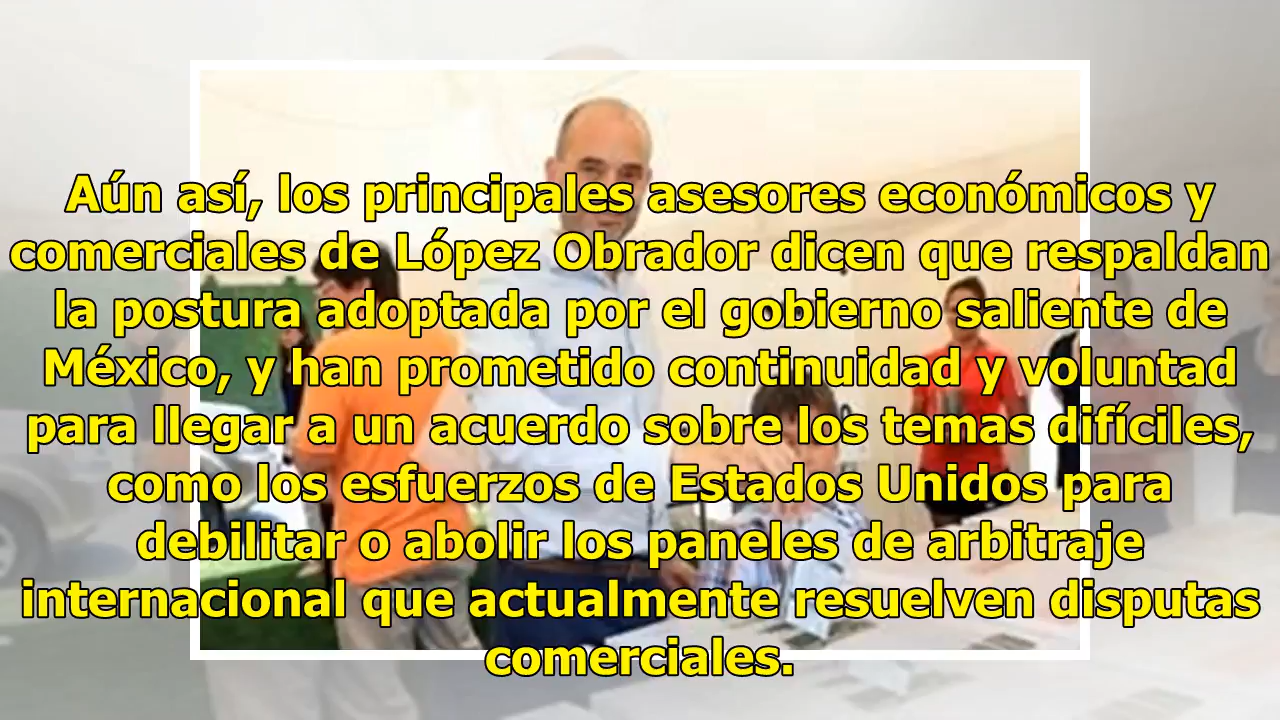 Aún así, los principales asesores económicos y
comerciales de López Obrador dicen que respaldan
la postura adoptada por el gobierno saliente de
México, y han prometido continuidad y voluntad
para llegar a un acuerdo sobre los temas difíciles,
como los esfuerzos de Estados Unidos para
debilitar o abolir los paneles de arbitraje
internacional que actualmente resuelven disputas
comerciales.